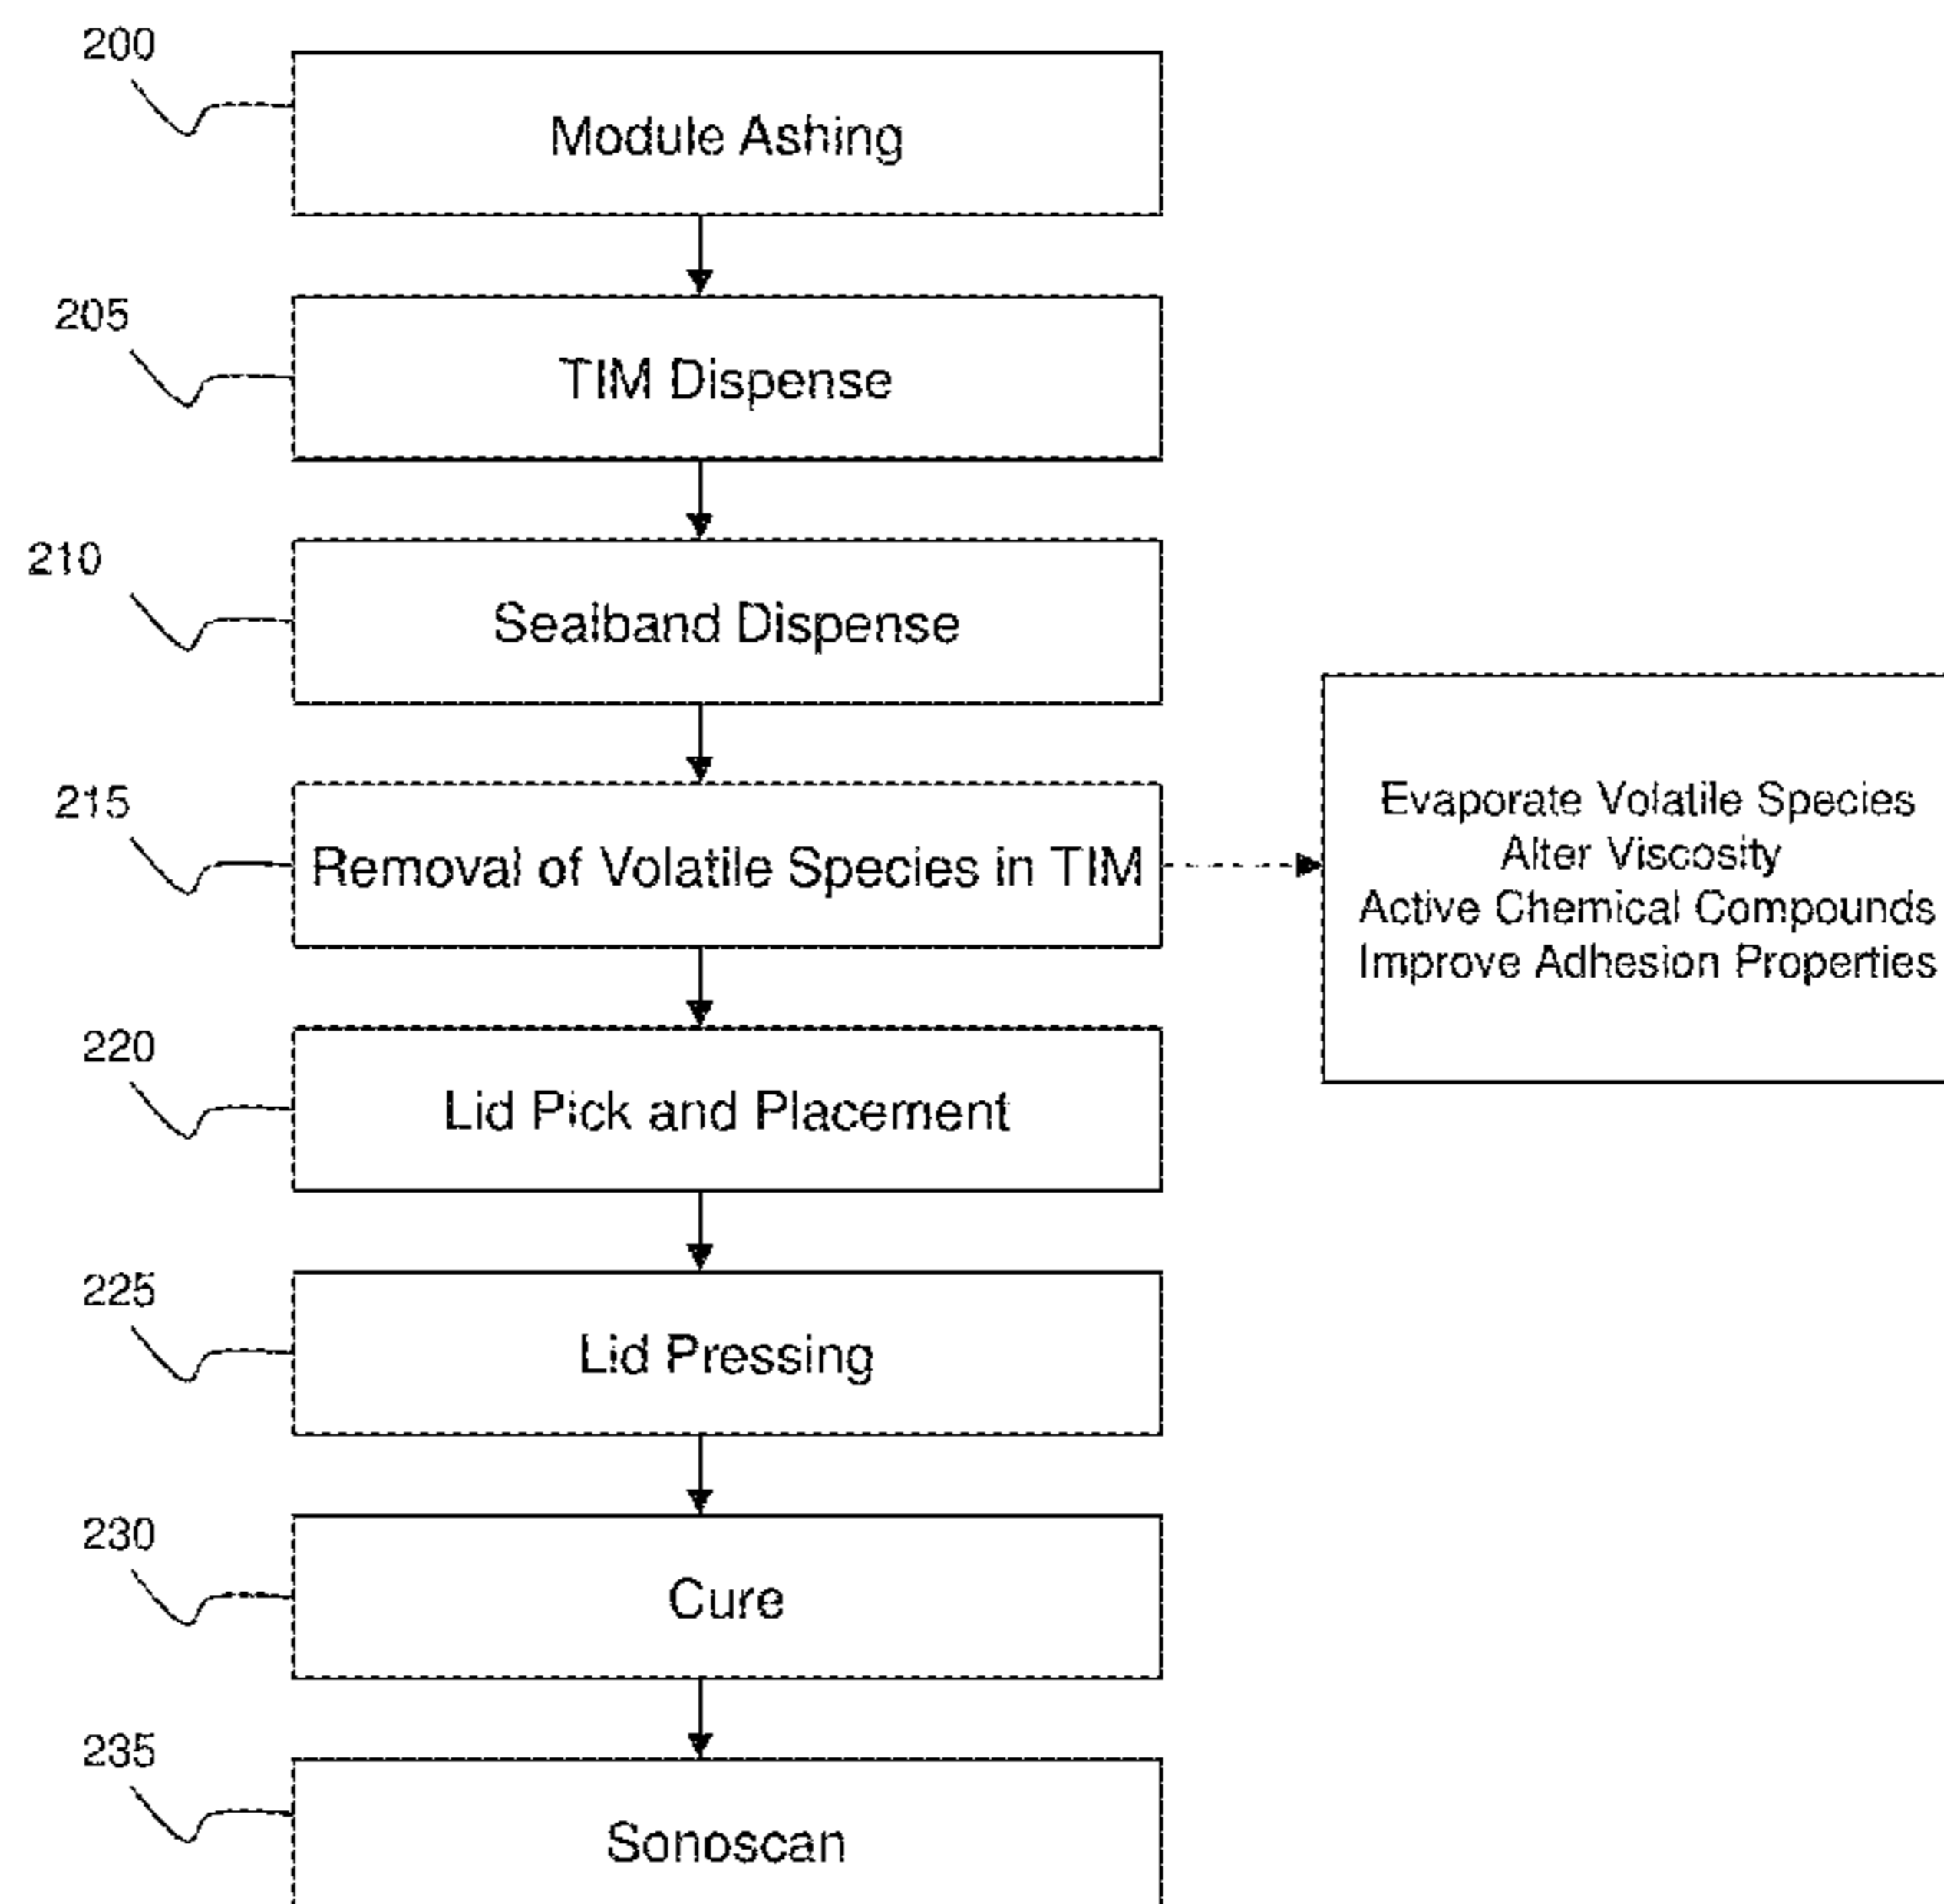 200
Module Ashing
205
TIM Dispense
210
Sealband Dispense
215
Removal of Volatile Species in TIM
Evaporate Volatile Species
Alter Viscosity
Active Chemical Compounds
Improve Adhesion Properties
220
Lid Pick and Placement
225
Lid Pressing
230
Cure
235
Sonoscan